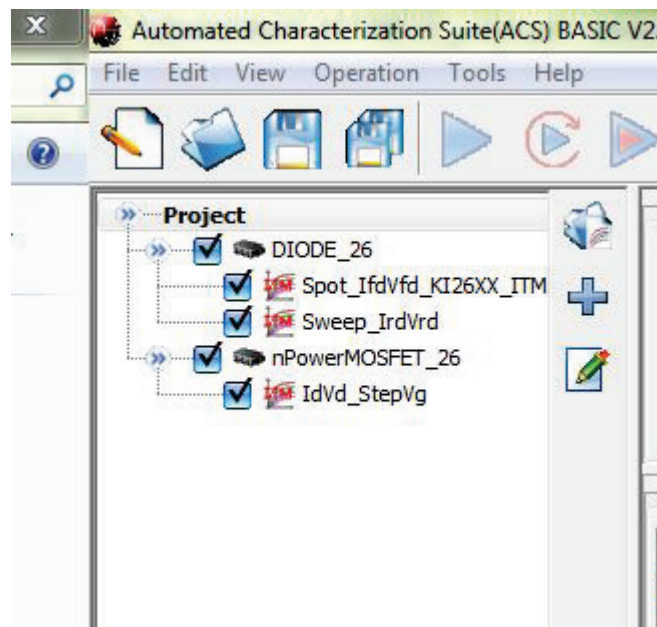 Automated Characterization Suite(ACS) BASIC V2
File Edit View Operation Tools Help
Project
DIODE_26
Spot_IfdVfd_KI26XX_ITM
Sweep_IrdVrd
nPowerMOSFET_26
IdVd_StepVg